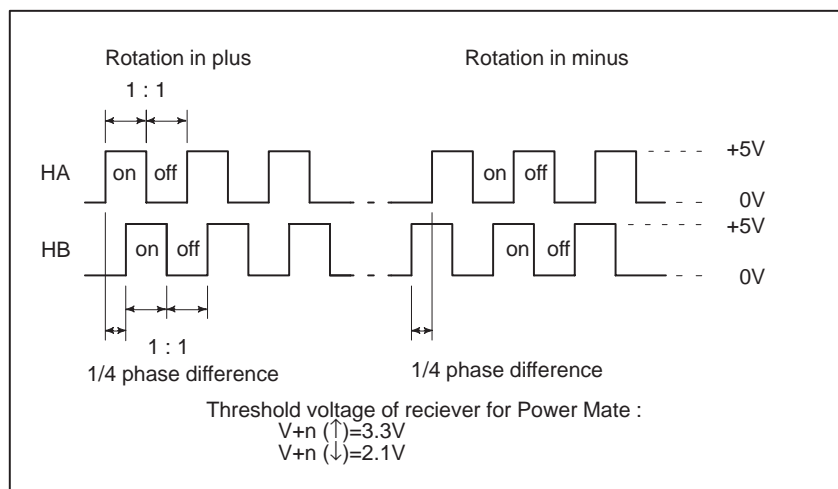 Rotation in plus Rotation in minus
1 : 1
+5V
HA on off on off
0V
+5V
HB on off on off
0V
1 : 1
1/4 phase difference 1/4 phase difference
Threshold voltage of reciever for Power Mate :
V+n (↑)=3.3V
V+n (↓)=2.1V